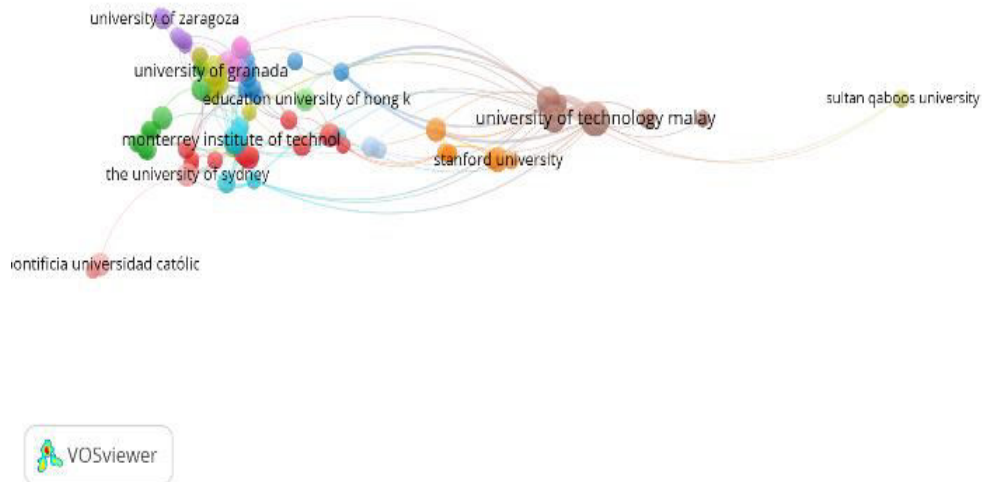 university of zaragoza
university of granada
education university of hong k
sultan qaboos university
university of technology malay
monterrey institute of technol
stanford university
the university of sydney
pontificia universidad católic
VOSviewer